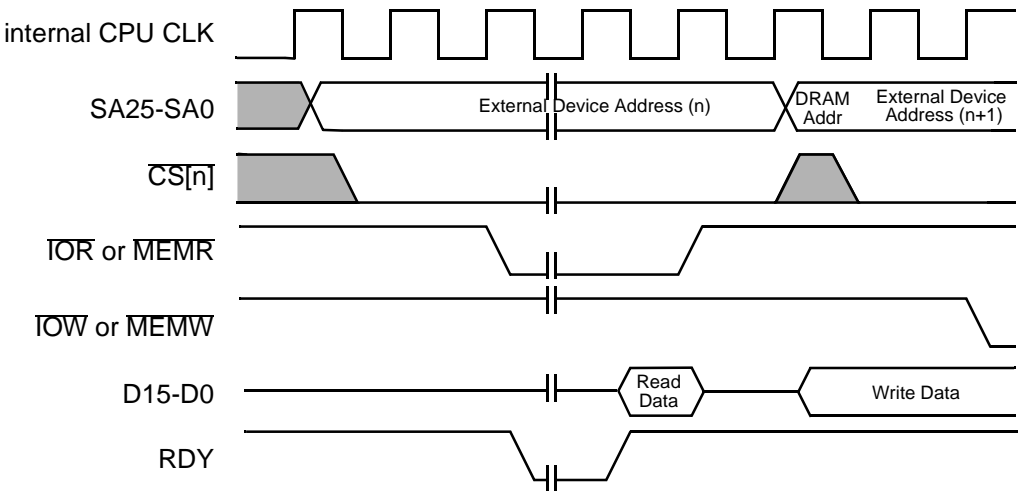 internal CPU CLK
SA25-SA0
External Device Address (n)
DRAM
Addr
External Device
Address (n+1)
CS[n]
IOR or MEMR
IOW or MEMW
D15-D0
Read
Data
Write Data
RDY